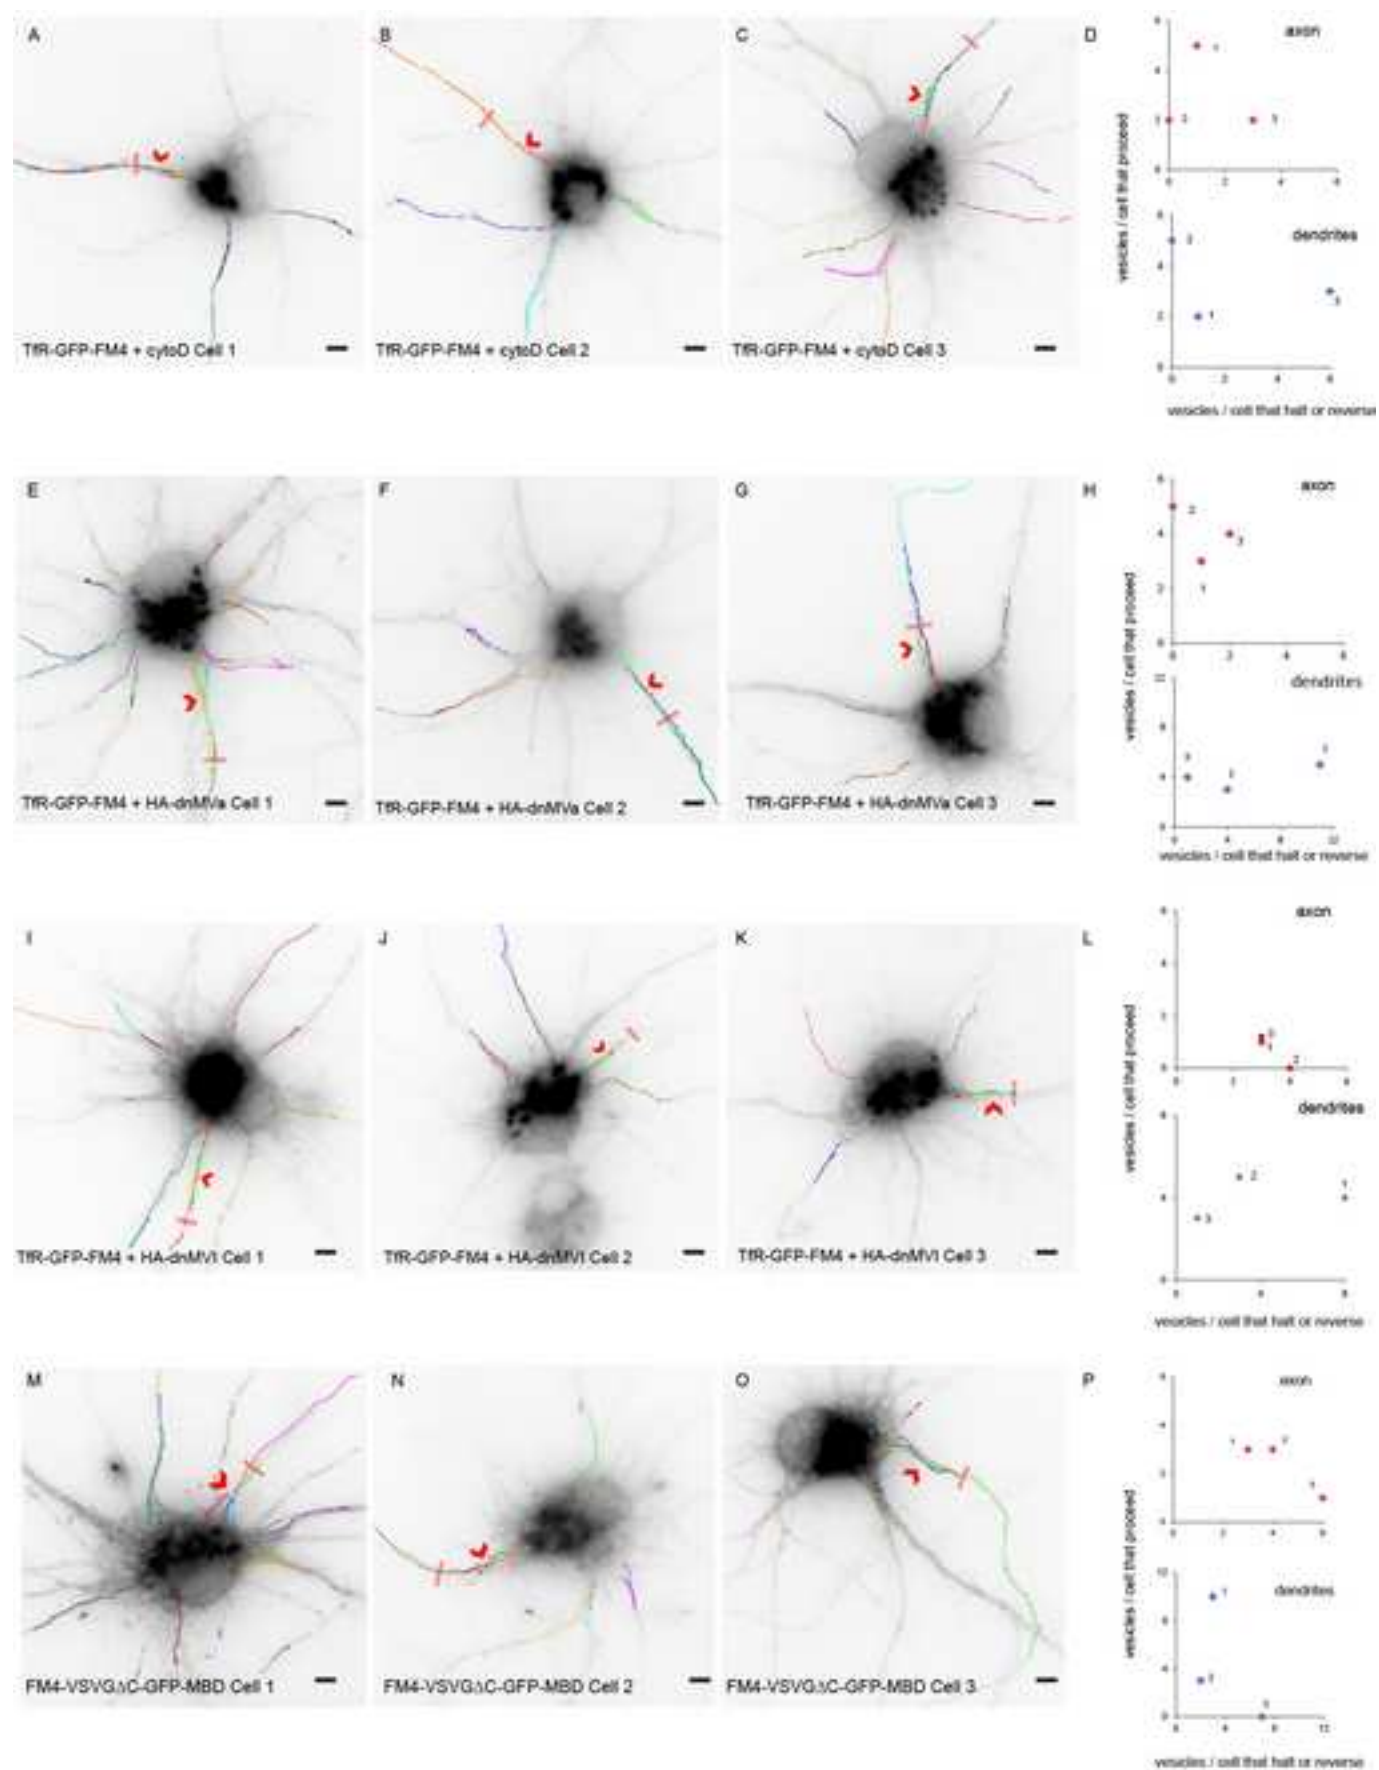 A
B
C
D
axon
vesicles / cell that proceed
dendrites
TfR-GFP-FM4 + cytoD Cell 1
TfR-GFP-FM4 + cytoD Cell 2
TfR-GFP-FM4 + cytoD Cell 3
vesicles / cell that halt or reverse
E
F
G
H
axon
vesicles / cell that proceed
dendrites
TfR-GFP-FM4 + HA-dnMVa Cell 1
TfR-GFP-FM4 + HA-dnMVa Cell 2
TfR-GFP-FM4 + HA-dnMVa Cell 3
vesicles / cell that halt or reverse
I
J
K
L
axon
vesicles / cell that proceed
dendrites
TfR-GFP-FM4 + HA-dnMVI Cell 1
TfR-GFP-FM4 + HA-dnMVI Cell 2
TfR-GFP-FM4 + HA-dnMVI Cell 3
vesicles / cell that halt or reverse
M
N
O
P
axon
vesicles / cell that proceed
dendrites
FM4-VSVGΔC-GFP-MBD Cell 1
FM4-VSVGΔC-GFP-MBD Cell 2
FM4-VSVGΔC-GFP-MBD Cell 3
vesicles / cell that halt or reverse